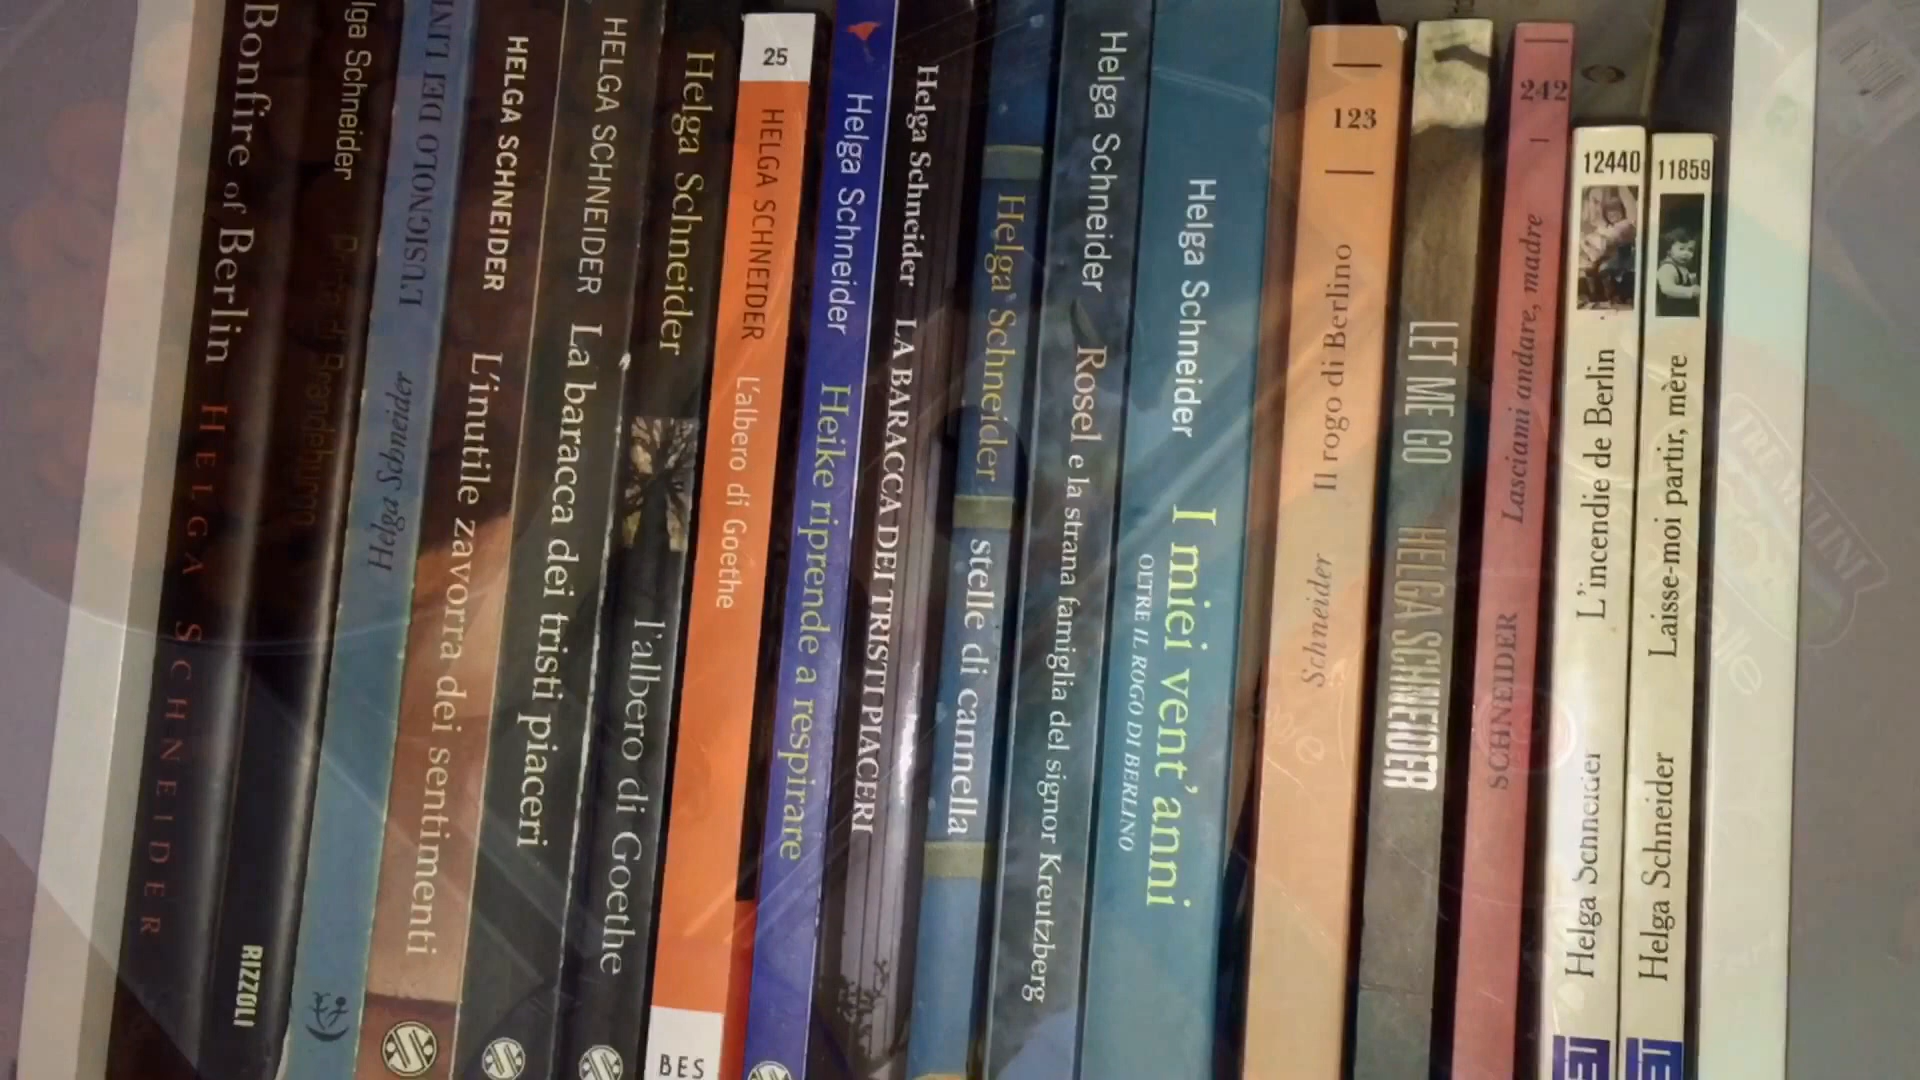 Bonfire of Berlin HELGA SCHNEIDER
lga Schneider
RIZZOLI
L'USIGNOLO DEI LIN
Helga Schneider
HELGA SCHNEIDER L'inutile zavorra dei sentimenti
HELGA SCHNEIDER La baracca dei tristi piaceri
Helga Schneider l'albero di Goethe
25
HELGA SCHNEIDER L'albero di Goethe
BES
Helga Schneider Heike riprende a respirare
Helga Schneider LA BARACCA DEI TRISTI PIACERI
Helga Schneider stelle di cannella
Helga Schneider Rosel e la strana famiglia del signor Kreutzberg
Helga Schneider I miei vent'anni
OLTRE IL ROGO DI BERLINO
123
Schneider Il rogo di Berlino
LET ME GO HELGA SCHNEIDER
242
SCHNEIDER Lasciami andare, madre
12440
Helga Schneider L'incendie de Berlin
11859
Helga Schneider Laisse-moi partir, mère